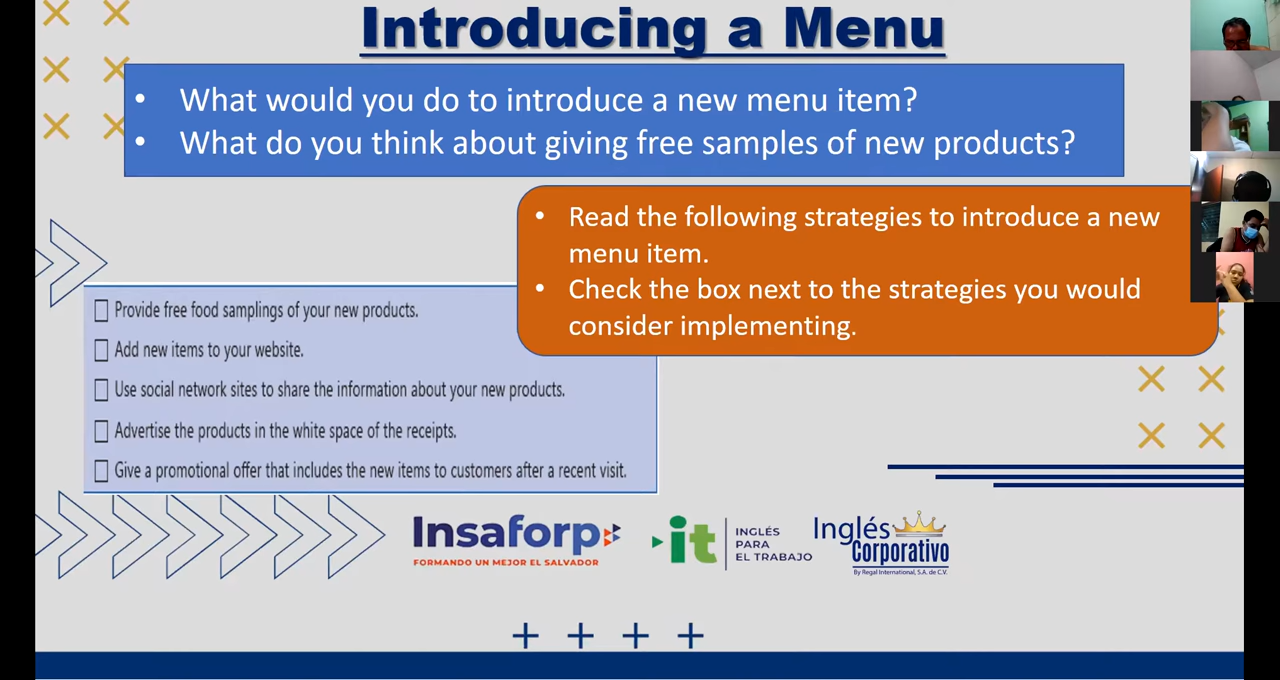 Introducing a Menu
• What would you do to introduce a new menu item?
• What do you think about giving free samples of new products?
• Read the following strategies to introduce a new
menu item.
• Check the box next to the strategies you would
consider implementing.
Provide free food samplings of your new products.
Add new items to your website.
Use social network sites to share the information about your new products.
Advertise the products in the white space of the receipts.
Give a promotional offer that includes the new items to customers after a recent visit.
Insaforp
FORMANDO UN MEJOR EL SALVADOR
it
INGLÉS
PARA
EL TRABAJO
Inglés
Corporativo
By Regal International, S.A. de C.V.